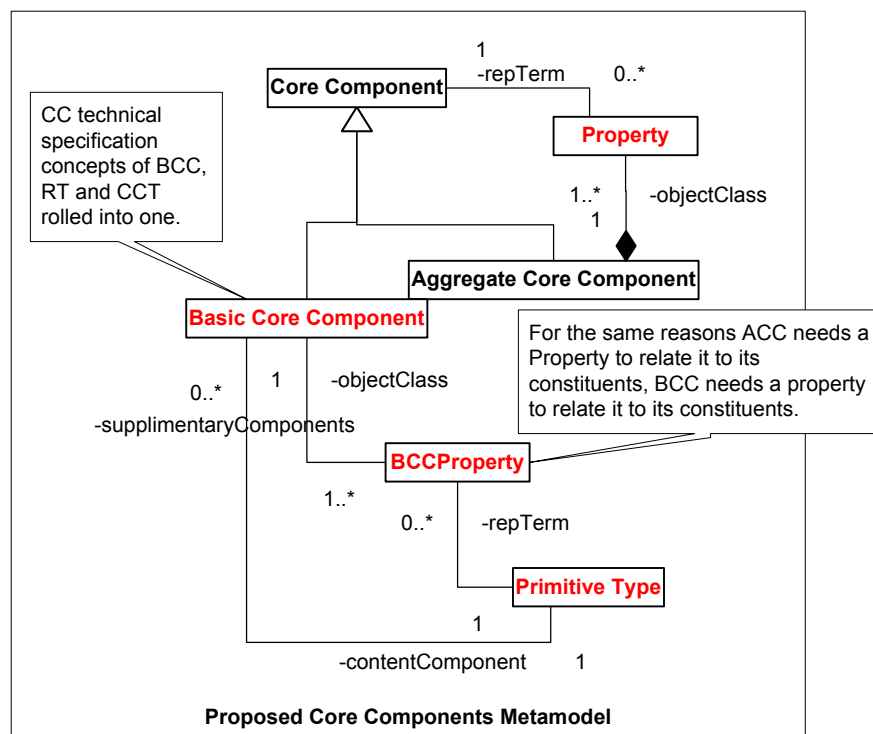 1
-repTerm
0..*
Core Component
CC technical
specification
concepts of BCC,
RT and CCT
rolled into one.
Property
1..*
-objectClass
1
Aggregate Core Component
Basic Core Component
For the same reasons ACC needs a
Property to relate it to its
constituents, BCC needs a property
to relate it to its constituents.
0..*
1
-objectClass
-supplimentaryComponents
BCCProperty
1..*
0..*
-repTerm
Primitive Type
1
-contentComponent
1
Proposed Core Components Metamodel